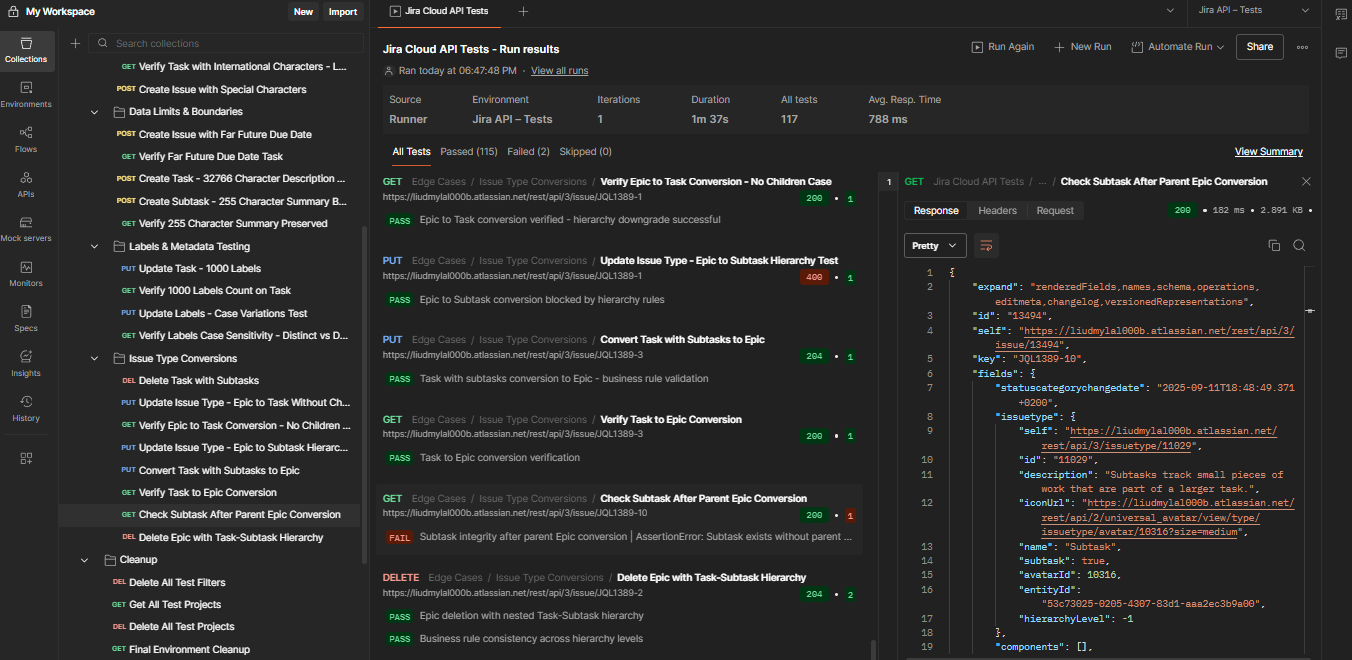 My Workspace
New
Import
Jira Cloud API Tests
Jira API – Tests
Collections
Environments
Flows
APIs
Mock servers
Monitors
Specs
Insights
History
Search collections
GET Verify Task with International Characters - L...
POST Create Issue with Special Characters
Data Limits & Boundaries
POST Create Issue with Far Future Due Date
GET Verify Far Future Due Date Task
POST Create Task - 32766 Character Description ...
POST Create Subtask - 255 Character Summary B...
GET Verify 255 Character Summary Preserved
Labels & Metadata Testing
PUT Update Task - 1000 Labels
GET Verify 1000 Labels Count on Task
PUT Update Labels - Case Variations Test
GET Verify Labels Case Sensitivity - Distinct vs D...
Issue Type Conversions
DEL Delete Task with Subtasks
PUT Update Issue Type - Epic to Task Without Ch...
GET Verify Epic to Task Conversion - No Children ...
PUT Update Issue Type - Epic to Subtask Hierarc...
PUT Convert Task with Subtasks to Epic
GET Verify Task to Epic Conversion
GET Check Subtask After Parent Epic Conversion
DEL Delete Epic with Task-Subtask Hierarchy
Cleanup
DEL Delete All Test Filters
GET Get All Test Projects
DEL Delete All Test Projects
GET Final Environment Cleanup
Jira Cloud API Tests - Run results
Run Again
New Run
Automate Run
Share
Ran today at 06:47:48 PM · View all runs
Source Environment Iterations Duration All tests Avg. Resp. Time
Runner Jira API – Tests 1 1m 37s 117 788 ms
All Tests Passed (115) Failed (2) Skipped (0)
View Summary
GET Edge Cases / Issue Type Conversions / Verify Epic to Task Conversion - No Children Case
https://liudmylal000b.atlassian.net/rest/api/3/issue/JQL1389-1
200 • 1
PASS Epic to Task conversion verified - hierarchy downgrade successful
PUT Edge Cases / Issue Type Conversions / Update Issue Type - Epic to Subtask Hierarchy Test
https://liudmylal000b.atlassian.net/rest/api/3/issue/JQL1389-1
400 • 1
PASS Epic to Subtask conversion blocked by hierarchy rules
PUT Edge Cases / Issue Type Conversions / Convert Task with Subtasks to Epic
https://liudmylal000b.atlassian.net/rest/api/3/issue/JQL1389-3
204 • 1
PASS Task with subtasks conversion to Epic - business rule validation
GET Edge Cases / Issue Type Conversions / Verify Task to Epic Conversion
https://liudmylal000b.atlassian.net/rest/api/3/issue/JQL1389-3
200 • 1
PASS Task to Epic conversion verification
GET Edge Cases / Issue Type Conversions / Check Subtask After Parent Epic Conversion
https://liudmylal000b.atlassian.net/rest/api/3/issue/JQL1389-10
200 • 1
FAIL Subtask integrity after parent Epic conversion | AssertionError: Subtask exists without parent ...
DELETE Edge Cases / Issue Type Conversions / Delete Epic with Task-Subtask Hierarchy
https://liudmylal000b.atlassian.net/rest/api/3/issue/JQL1389-2
204 • 2
PASS Epic deletion with nested Task-Subtask hierarchy
PASS Business rule consistency across hierarchy levels
1
GET Jira Cloud API Tests / ... / Check Subtask After Parent Epic Conversion
Response Headers Request
200 • 182 ms • 2.891 KB •
Pretty
1 {
2 "expand": "renderedFields,names,schema,operations,
editmeta,changelog,versionedRepresentations",
3 "id": "13494",
4 "self": "https://liudmylal000b.atlassian.net/rest/api/3/
issue/13494",
5 "key": "JQL1389-10",
6 "fields": {
7 "statuscategorychangedate": "2025-09-11T18:48:49.371
+0200",
8 "issuetype": {
9 "self": "https://liudmylal000b.atlassian.net/
rest/api/3/issuetype/11029",
10 "id": "11029",
11 "description": "Subtasks track small pieces of
work that are part of a larger task.",
12 "iconUrl": "https://liudmylal000b.atlassian.net/
rest/api/2/universal_avatar/view/type/
issuetype/avatar/10316?size=medium",
13 "name": "Subtask",
14 "subtask": true,
15 "avatarId": 10316,
16 "entityId":
"53c73025-0205-4307-83d1-aaa2ec3b9a00",
17 "hierarchyLevel": -1
18 },
19 "components": [],